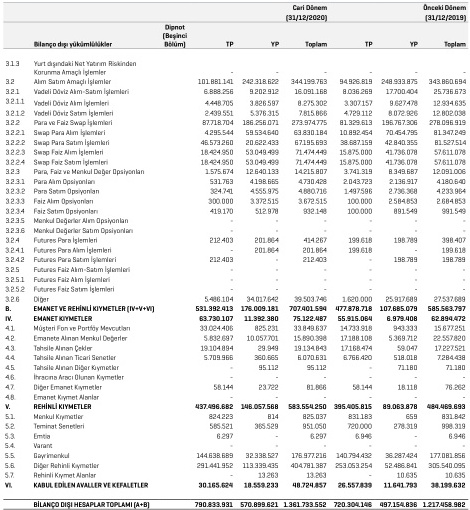 Cari Dönem Önceki Dönem
(31/12/2020) (31/12/2019)
Dipnot
(Beşinci
Bilanço dışı yükümlülükler Bölüm) TP YP Toplam TP YP Toplam
3.1.3 Yurt dışındaki Net Yatırım Riskinden
Korunma Amaçlı İşlemler - - - - - -
3.2 Alım Satım Amaçlı İşlemler 101.881.141 242.318.622 344.199.763 94.926.819 248.933.875 343.860.694
3.2.1 Vadeli Döviz Alım-Satım İşlemleri 6.888.256 9.202.912 16.091.168 8.036.269 17.700.404 25.736.673
3.2.1.1 Vadeli Döviz Alım İşlemleri 4.448.705 3.826.597 8.275.302 3.307.157 9.627.478 12.934.635
3.2.1.2 Vadeli Döviz Satım İşlemleri 2.439.551 5.376.315 7.815.866 4.729.112 8.072.926 12.802.038
3.2.2 Para ve Faiz Swap İşlemleri 87.718.704 186.256.071 273.974.775 81.329.613 196.767.306 278.096.919
3.2.2.1 Swap Para Alım İşlemleri 4.295.544 59.534.640 63.830.184 10.892.454 70.454.795 81.347.249
3.2.2.2 Swap Para Satım İşlemleri 46.573.260 20.622.433 67.195.693 38.687.159 42.840.355 81.527.514
3.2.2.3 Swap Faiz Alım İşlemleri 18.424.950 53.049.499 71.474.449 15.875.000 41.736.078 57.611.078
3.2.2.4 Swap Faiz Satım İşlemleri 18.424.950 53.049.499 71.474.449 15.875.000 41.736.078 57.611.078
3.2.3 Para, Faiz ve Menkul Değer Opsiyonları 1.575.674 12.640.133 14.215.807 3.741.319 8.349.687 12.091.006
3.2.3.1 Para Alım Opsiyonları 531.763 4.198.665 4.730.428 2.043.723 2.136.917 4.180.640
3.2.3.2 Para Satım Opsiyonları 324.741 4.555.975 4.880.716 1.497.596 2.736.368 4.233.964
3.2.3.3 Faiz Alım Opsiyonları 300.000 3.372.515 3.672.515 100.000 2.584.853 2.684.853
3.2.3.4 Faiz Satım Opsiyonları 419.170 512.978 932.148 100.000 891.549 991.549
3.2.3.5 Menkul Değerler Alım Opsiyonları - - - - - -
3.2.3.6 Menkul Değerler Satım Opsiyonları - - - - - -
3.2.4 Futures Para İşlemleri 212.403 201.864 414.267 199.618 198.789 398.407
3.2.4.1 Futures Para Alım İşlemleri - 201.864 201.864 199.618 - 199.618
3.2.4.2 Futures Para Satım İşlemleri 212.403 - 212.403 - 198.789 198.789
3.2.5 Futures Faiz Alım-Satım İşlemleri - - - - - -
3.2.5.1 Futures Faiz Alım İşlemleri - - - - - -
3.2.5.2 Futures Faiz Satım İşlemleri - - - - - -
3.2.6 Diğer 5.486.104 34.017.642 39.503.746 1.620.000 25.917.689 27.537.689
B. EMANET VE REHİNLİ KIYMETLER (IV+V+VI) 531.392.413 176.009.181 707.401.594 477.878.718 107.685.079 585.563.797
IV. EMANET KIYMETLER 63.730.107 11.392.380 75.122.487 55.915.064 6.979.408 62.894.472
4.1. Müşteri Fon ve Portföy Mevcutları 33.024.406 825.231 33.849.637 14.733.918 943.333 15.677.251
4.2. Emanete Alınan Menkul Değerler 5.832.697 10.057.701 15.890.398 17.188.108 5.369.712 22.557.820
4.3. Tahsile Alınan Çekler 19.104.894 29.949 19.134.843 17.168.474 59.047 17.227.521
4.4. Tahsile Alınan Ticari Senetler 5.709.966 360.665 6.070.631 6.766.420 518.018 7.284.438
4.5. Tahsile Alınan Diğer Kıymetler - 95.112 95.112 - 71.180 71.180
4.6. İhracına Aracı Olunan Kıymetler - - - - - -
4.7. Diğer Emanet Kıymetler 58.144 23.722 81.866 58.144 18.118 76.262
4.8. Emanet Kıymet Alanlar - - - - - -
V. REHİNLİ KIYMETLER 437.496.682 146.057.568 583.554.250 395.405.815 89.063.878 484.469.693
5.1. Menkul Kıymetler 824.223 814 825.037 831.183 659 831.842
5.2. Teminat Senetleri 585.521 365.529 951.050 720.000 278.319 998.319
5.3. Emtia 6.297 - 6.297 6.946 - 6.946
5.4. Varant - - - - - -
5.5. Gayrimenkul 144.638.689 32.338.527 176.977.216 140.794.432 36.287.424 177.081.856
5.6. Diğer Rehinli Kıymetler 291.441.952 113.339.435 404.781.387 253.053.254 52.486.841 305.540.095
5.7. Rehinli Kıymet Alanlar - 13.263 13.263 - 10.635 10.635
VI. KABUL EDİLEN AVALLER VE KEFALETLER 30.165.624 18.559.233 48.724.857 26.557.839 11.641.793 38.199.632
BİLANÇO DIŞI HESAPLAR TOPLAMI (A+B) 790.833.931 570.899.621 1.361.733.552 720.304.146 497.154.836 1.217.458.982